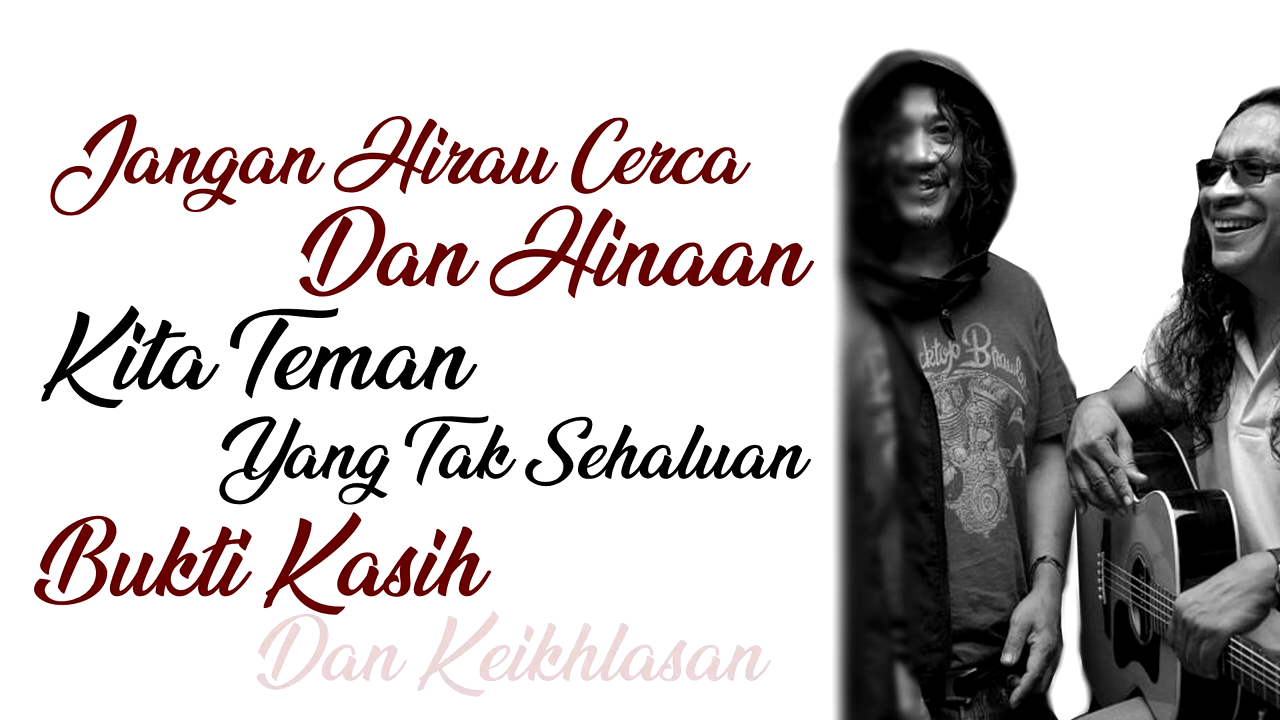 Jangan Hirau Cerca
Dan Hinaan
Kita Teman
Yang Tak Sehaluan
Bukti Kasih
Dan Keikhlasan